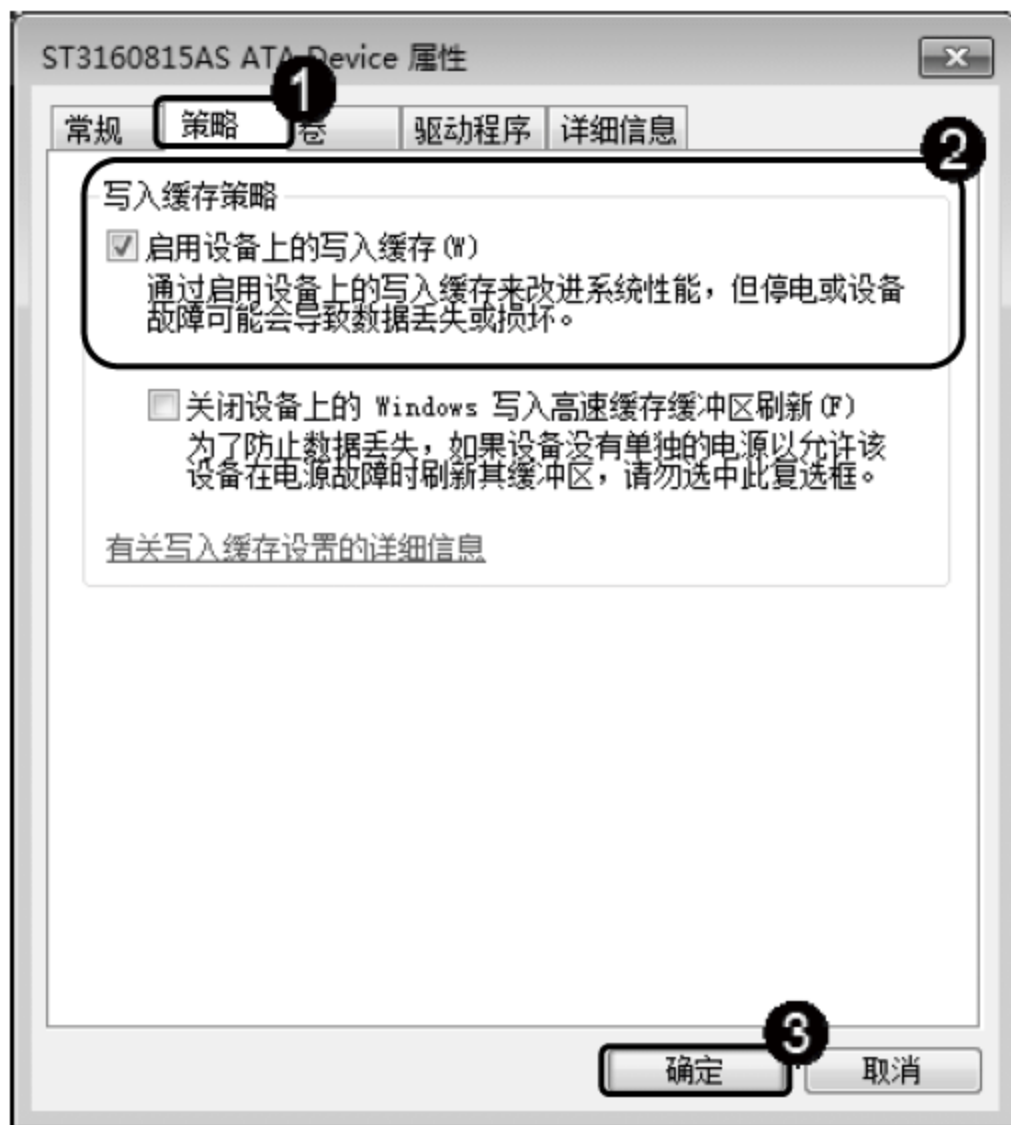 ST3160815AS ATA Device 属性
常规 策略 卷 驱动程序 详细信息
1
2
写入缓存策略
启用设备上的写入缓存(W)
通过启用设备上的写入缓存来改进系统性能，但停电或设备
故障可能会导致数据丢失或损坏。
关闭设备上的 Windows 写入高速缓存缓冲区刷新(F)
为了防止数据丢失，如果设备没有单独的电源以允许该
设备在电源故障时刷新其缓冲区，请勿选中此复选框。
有关写入缓存设置的详细信息
3
确定 取消